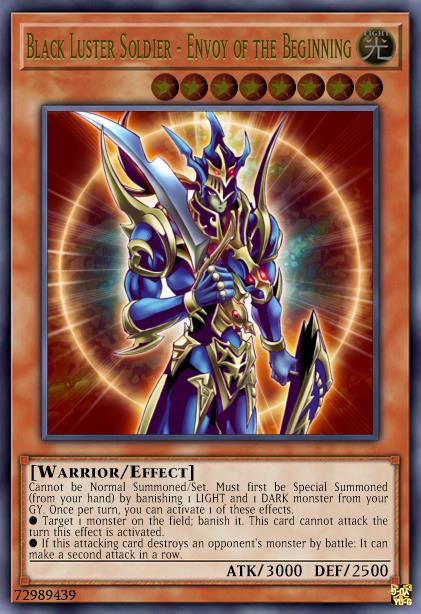 Black Luster Soldier - Envoy of the Beginning
LIGHT
光
[Warrior/Effect]
Cannot be Normal Summoned/Set. Must first be Special Summoned
(from your hand) by banishing 1 LIGHT and 1 DARK monster from your
GY. Once per turn, you can activate 1 of these effects.
● Target 1 monster on the field; banish it. This card cannot attack the
turn this effect is activated.
● If this attacking card destroys an opponent's monster by battle: It can
make a second attack in a row.
ATK/3000 DEF/2500
72989439